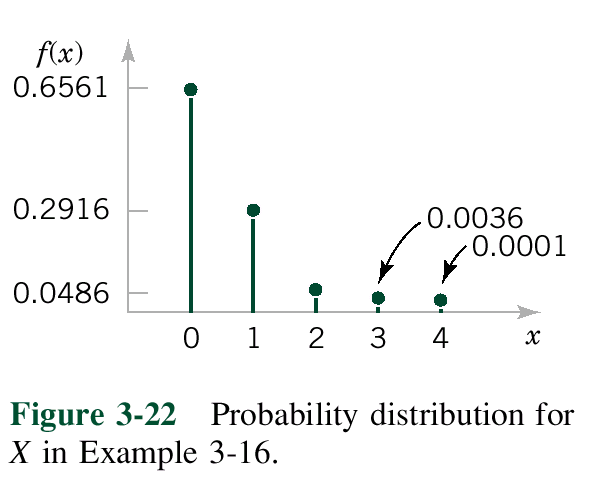 f(x)
0.6561
0.2916
0.0036
0.0001
0.0486
0 1 2 3 4 x
Figure 3-22 Probability distribution for
X in Example 3-16.